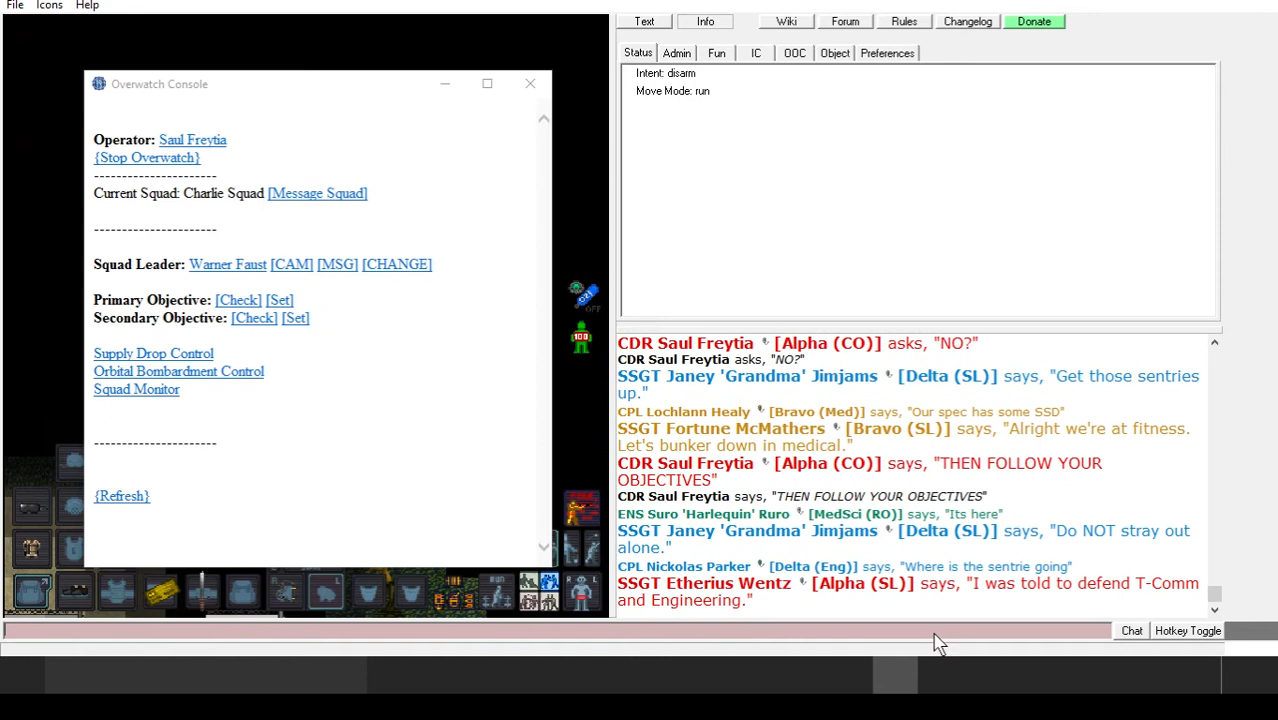 File Icons Help
Text Info Wiki Forum Rules Changelog Donate
Status Admin Fun IC OOC Object Preferences
Intent: disarm
Move Mode: run
Overwatch Console
Operator: Saul Freytia
{Stop Overwatch}
----------------------
Current Squad: Charlie Squad [Message Squad]
----------------------
Squad Leader: Warner Faust [CAM] [MSG] [CHANGE]
Primary Objective: [Check] [Set]
Secondary Objective: [Check] [Set]
Supply Drop Control
Orbital Bombardment Control
Squad Monitor
----------------------
{Refresh}
OFF
100
CDR Saul Freytia [Alpha (CO)] asks, "NO?"
CDR Saul Freytia asks, "NO?"
SSGT Janey 'Grandma' Jimjams [Delta (SL)] says, "Get those sentries
up."
CPL Lochlann Healy [Bravo (Med)] says, "Our spec has some SSD"
SSGT Fortune McMathers [Bravo (SL)] says, "Alright we're at fitness.
Let's bunker down in medical."
CDR Saul Freytia [Alpha (CO)] says, "THEN FOLLOW YOUR
OBJECTIVES"
CDR Saul Freytia says, "THEN FOLLOW YOUR OBJECTIVES"
ENS Suro 'Harlequin' Ruro [MedSci (RO)] says, "Its here"
SSGT Janey 'Grandma' Jimjams [Delta (SL)] says, "Do NOT stray out
alone."
CPL Nickolas Parker [Delta (Eng)] says, "Where is the sentrie going"
SSGT Etherius Wentz [Alpha (SL)] says, "I was told to defend T-Comm
and Engineering."
Chat Hotkey Toggle